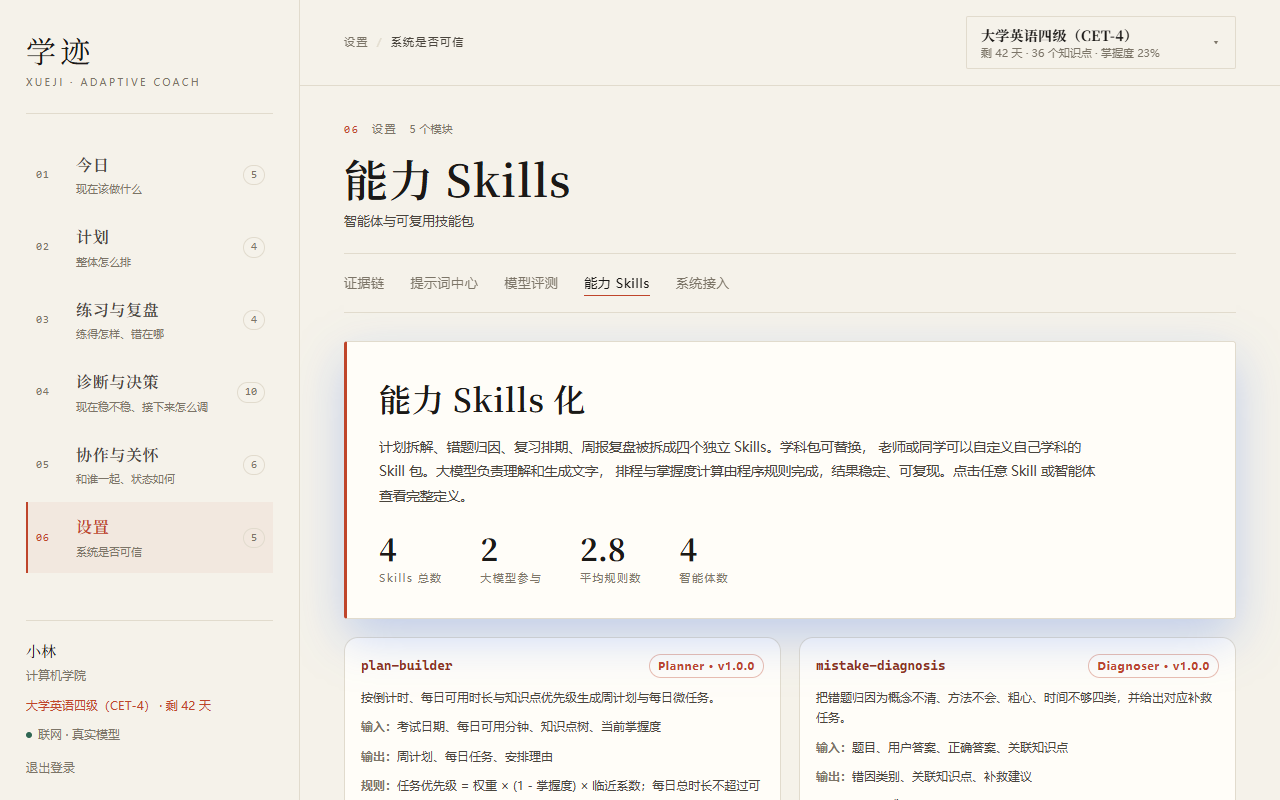 学迹
XUEJI · ADAPTIVE COACH
01 今日 5
现在该做什么
02 计划 4
整体怎么排
03 练习与复盘 4
练得怎样、错在哪
04 诊断与决策 10
现在稳不稳、接下来怎么调
05 协作与关怀 6
和谁一起、状态如何
06 设置 5
系统是否可信
小林
计算机学院
大学英语四级（CET-4） · 剩 42 天
联网 · 真实模型
退出登录
设置 / 系统是否可信
大学英语四级（CET-4）
剩 42 天 · 36 个知识点 · 掌握度 23%
06 设置 5 个模块
能力 Skills
智能体与可复用技能包
证据链 提示词中心 模型评测 能力 Skills 系统接入
能力 Skills 化
计划拆解、错题归因、复习排期、周报复盘被拆成四个独立 Skills。学科包可替换， 老师或同学可以自定义自己学科的
Skill 包。大模型负责理解和生成文字， 排程与掌握度计算由程序规则完成，结果稳定、可复现。点击任意 Skill 或智能体
查看完整定义。
4 2 2.8 4
Skills 总数 大模型参与 平均规则数 智能体数
plan-builder Planner • v1.0.0
按倒计时、每日可用时长与知识点优先级生成周计划与每日微任务。
输入：考试日期、每日可用分钟、知识点树、当前掌握度
输出：周计划、每日任务、安排理由
规则：任务优先级 = 权重 × (1 - 掌握度) × 临近系数；每日总时长不超过可
mistake-diagnosis Diagnoser • v1.0.0
把错题归因为概念不清、方法不会、粗心、时间不够四类，并给出对应补救
任务。
输入：题目、用户答案、正确答案、关联知识点
输出：错因类别、关联知识点、补救建议